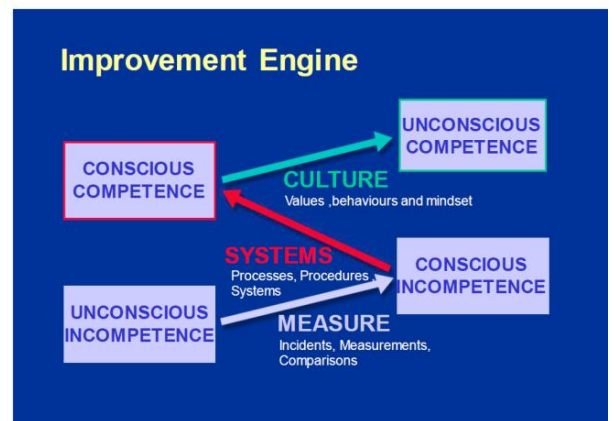 Improvement Engine
UNCONSCIOUS
COMPETENCE
CONSCIOUS
COMPETENCE
CULTURE
Values ,behaviours and mindset
SYSTEMS
Processes, Procedures ,
Systems
CONSCIOUS
INCOMPETENCE
UNCONSCIOUS
INCOMPETENCE
MEASURE
Incidents, Measurements,
Comparisons